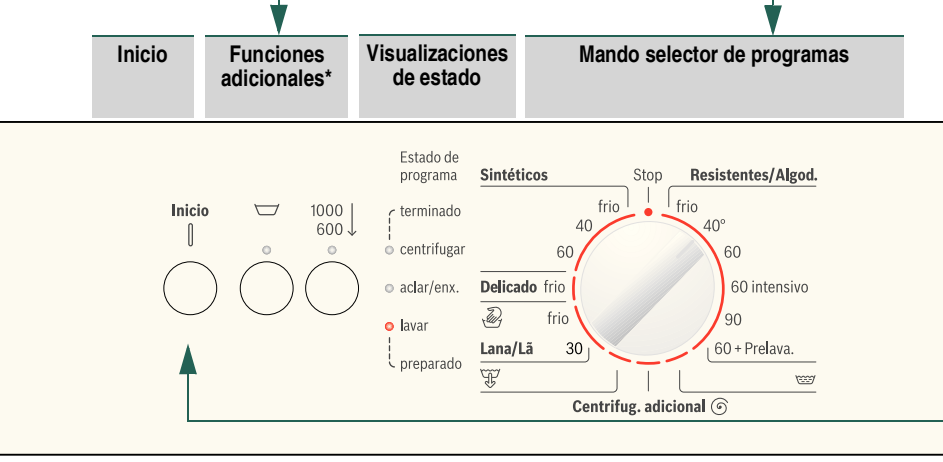 Inicio
Funciones
adicionales*
Visualizaciones
de estado
Mando selector de programas
Inicio
1000
600
Estado de
programa
terminado
centrifugar
aclar/enx.
lavar
preparado
Sintéticos
Stop
Resistentes/Algod.
frio
frio
40
40°
60
60
Delicado frio
60 intensivo
frio
90
Lana/Lã 30
60 + Prelava.
Centrifug. adicional